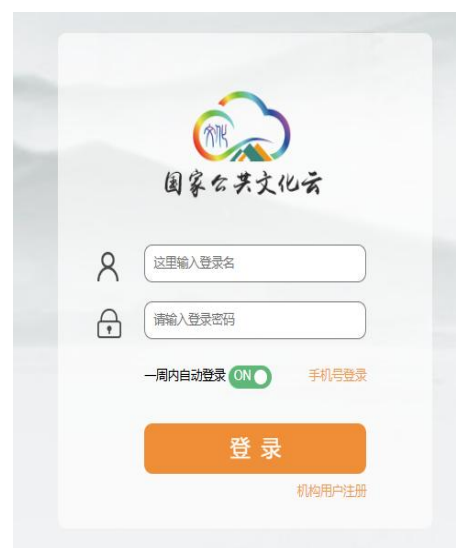 文化
国家公共文化云
这里输入登录名
请输入登录密码
一周内自动登录 ON 手机号登录
登录
机构用户注册